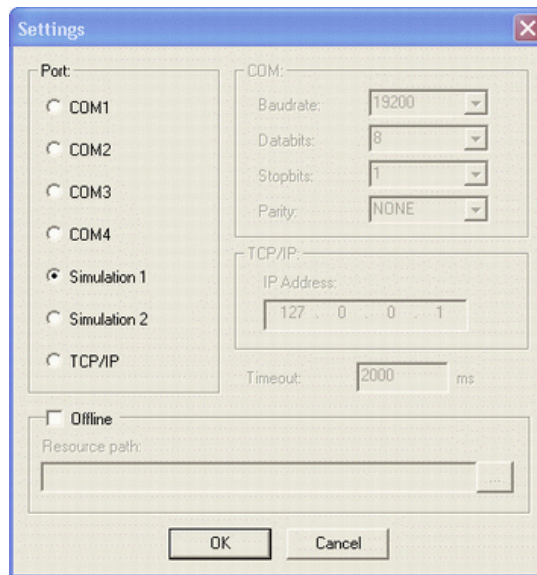 Settings
Port:
COM1
COM2
COM3
COM4
Simulation 1
Simulation 2
TCP/IP
COM:
Baudrate: 19200
Databits: 8
Stopbits: 1
Parity: NONE
TCP/IP:
IP Address:
127 . 0 . 0 . 1
Timeout: 2000 ms
Offline
Resource path:
...
OK Cancel